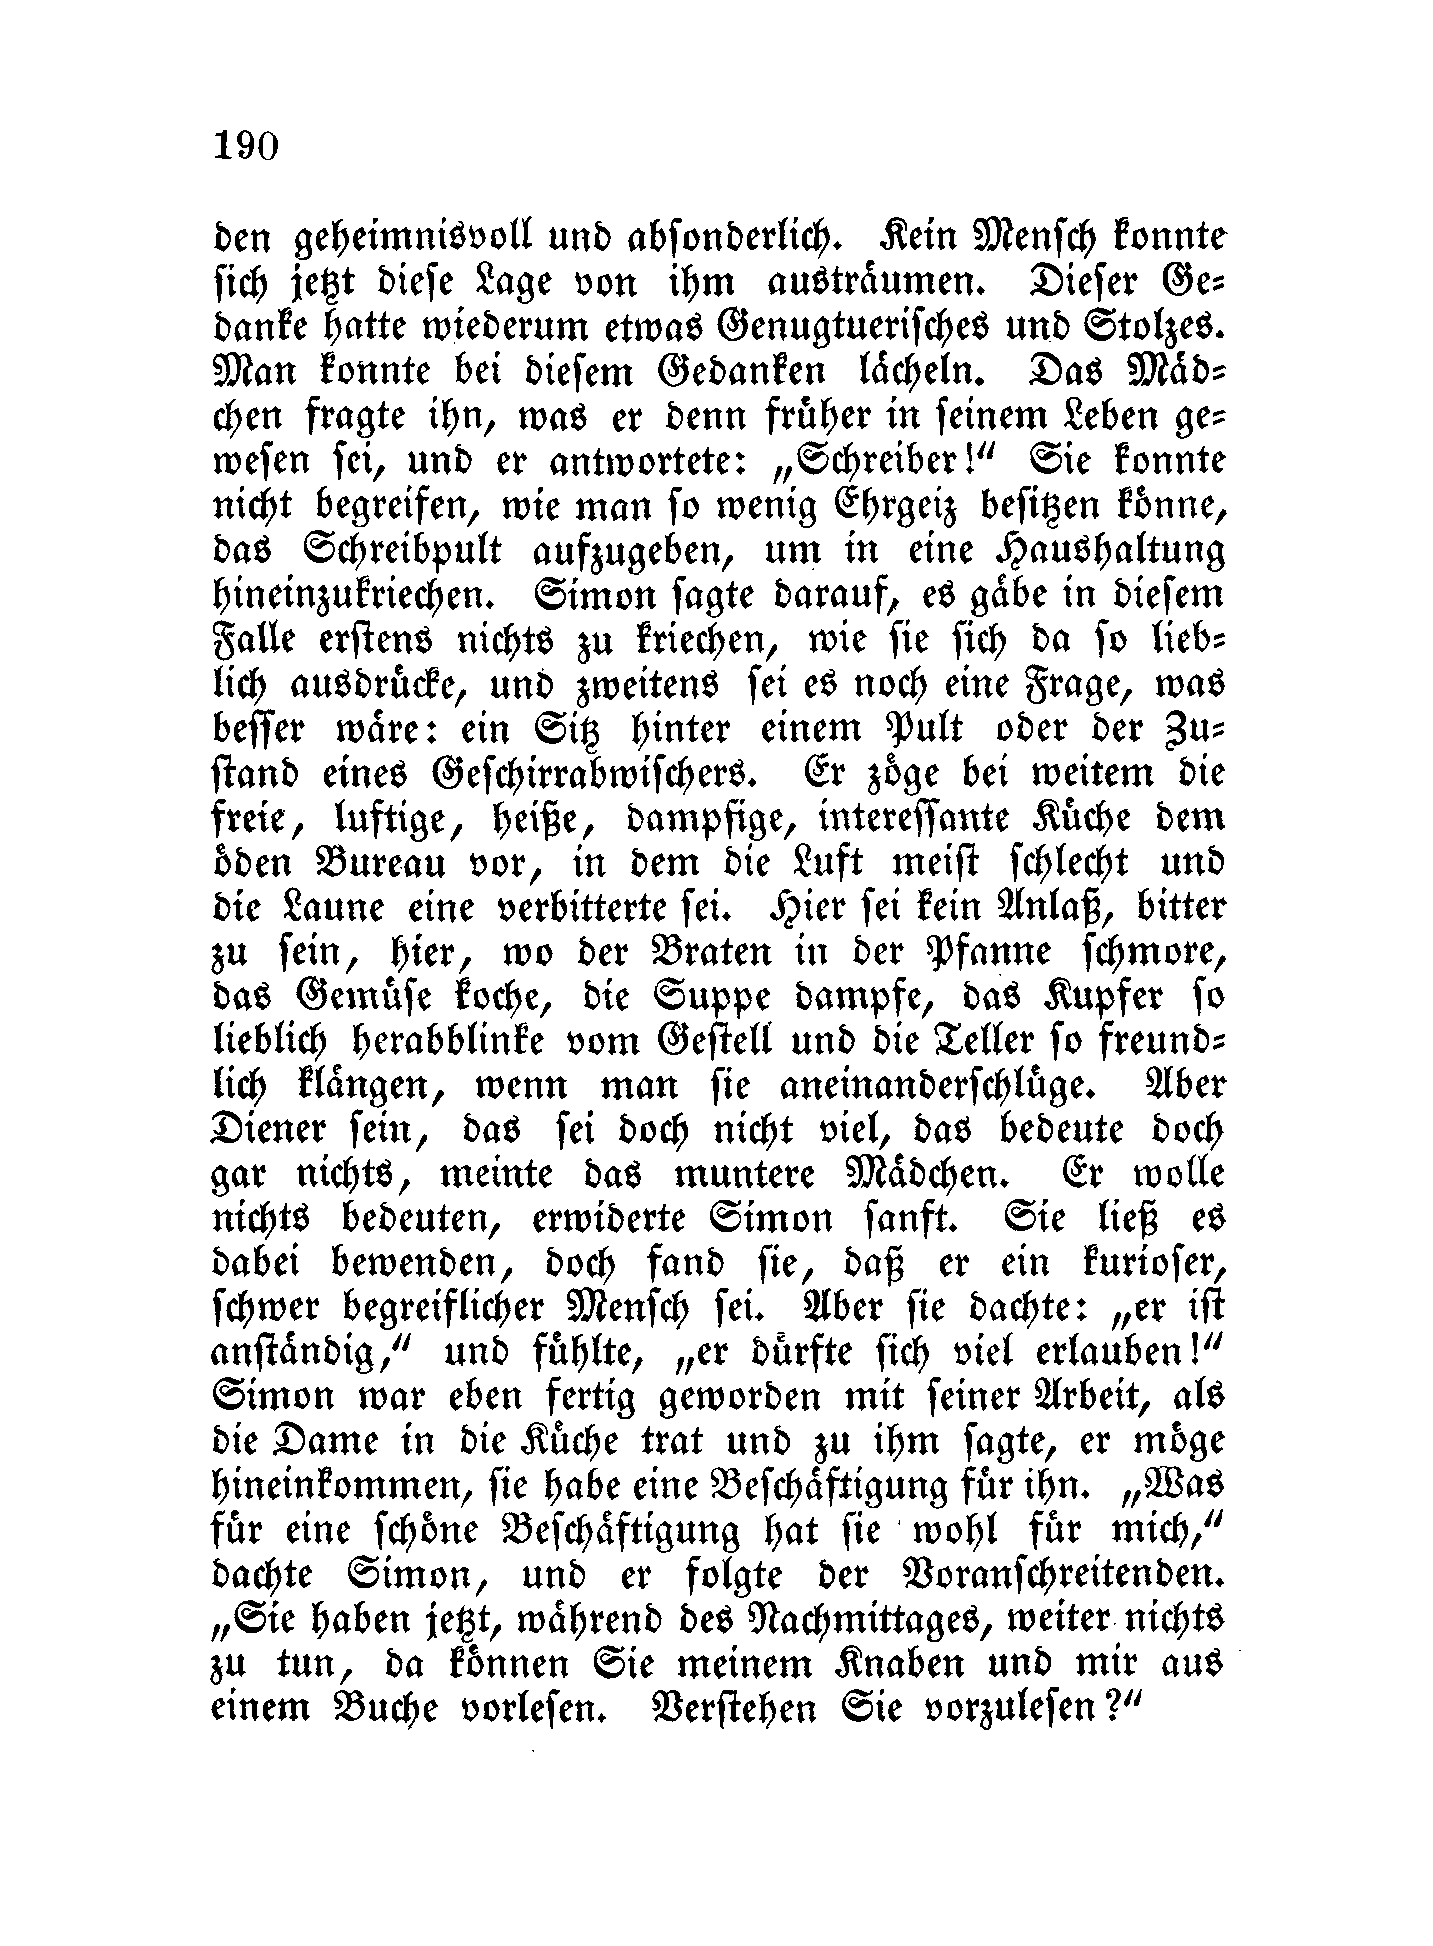 190
den geheimnisvoll und absonderlich. Kein Mensch konnte
sich jetzt diese Lage von ihm austräumen. Dieser Ge-
danke hatte wiederum etwas Genugtuerisches und Stolzes.
Man konnte bei diesem Gedanken lächeln. Das Mäd-
chen fragte ihn, was er denn früher in seinem Leben ge-
wesen sei, und er antwortete: „Schreiber!“ Sie konnte
nicht begreifen, wie man so wenig Ehrgeiz besitzen könne,
das Schreibpult aufzugeben, um in eine Haushaltung
hineinzukriechen. Simon sagte darauf, es gäbe in diesem
Falle erstens nichts zu kriechen, wie sie sich da so lieb-
lich ausdrücke, und zweitens sei es noch eine Frage, was
besser wäre: ein Sitz hinter einem Pult oder der Zu-
stand eines Geschirrabwischers. Er zöge bei weitem die
freie, luftige, heiße, dampfige, interessante Küche dem
öden Bureau vor, in dem die Luft meist schlecht und
die Laune eine verbitterte sei. Hier sei kein Anlaß, bitter
zu sein, hier, wo der Braten in der Pfanne schmore,
das Gemüse koche, die Suppe dampfe, das Kupfer so
lieblich herabblinke vom Gestell und die Teller so freund-
lich klängen, wenn man sie aneinanderschlüge. Aber
Diener sein, das sei doch nicht viel, das bedeute doch
gar nichts, meinte das muntere Mädchen. Er wolle
nichts bedeuten, erwiderte Simon sanft. Sie ließ es
dabei bewenden, doch fand sie, daß er ein kurioser,
schwer begreiflicher Mensch sei. Aber sie dachte: „er ist
anständig,“ und fühlte, „er dürfte sich viel erlauben!“
Simon war eben fertig geworden mit seiner Arbeit, als
die Dame in die Küche trat und zu ihm sagte, er möge
hineinkommen, sie habe eine Beschäftigung für ihn. „Was
für eine schöne Beschäftigung hat sie wohl für mich,“
dachte Simon, und er folgte der Voranschreitenden.
„Sie haben jetzt, während des Nachmittages, weiter nichts
zu tun, da können Sie meinem Knaben und mir aus
einem Buche vorlesen. Verstehen Sie vorzulesen?“